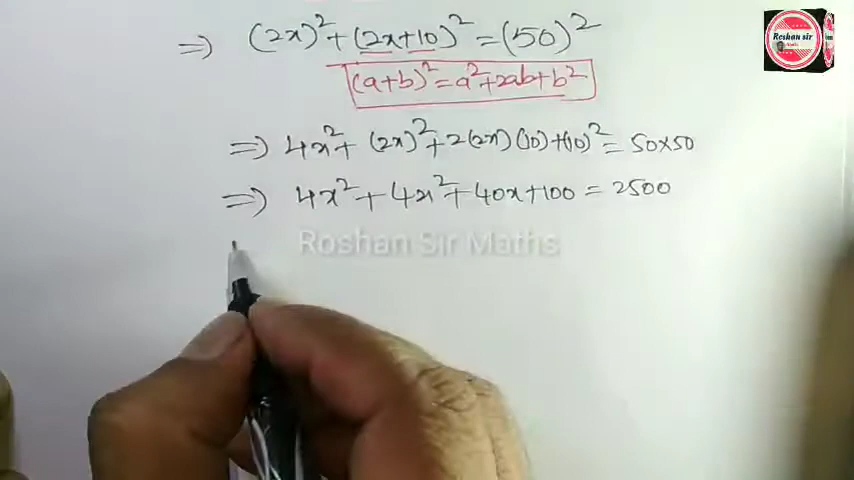 ⇒ (2x)² + (2x+10)² = (50)²
Roshan sir
(a+b)² = a²+2ab+b²
⇒ 4x² + (2x)² + 2(2x)(10)+(10)² = 50×50
⇒ 4x² + 4x² + 40x+100 = 2500
Roshan Sir Maths